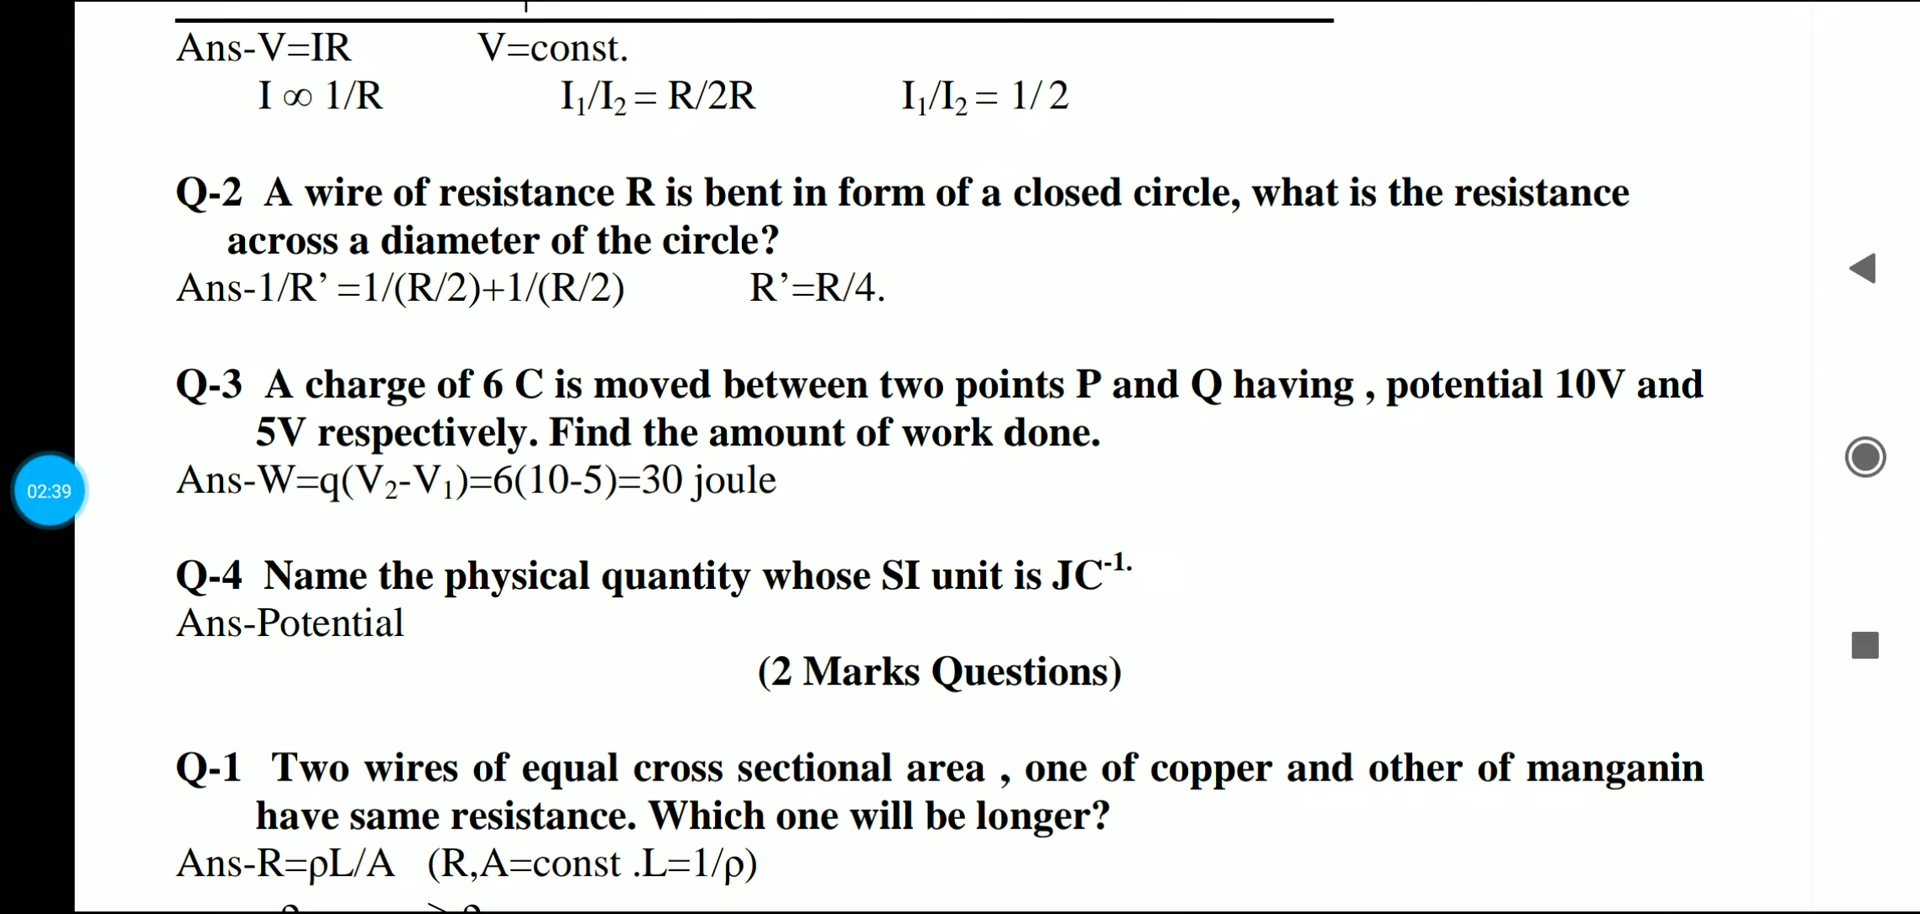 Ans-V=IR V=const.
I ∞ 1/R I₁/I₂ = R/2R I₁/I₂ = 1/2
Q-2 A wire of resistance R is bent in form of a closed circle, what is the resistance
across a diameter of the circle?
Ans-1/R’ =1/(R/2)+1/(R/2) R’=R/4.
Q-3 A charge of 6 C is moved between two points P and Q having , potential 10V and
5V respectively. Find the amount of work done.
02:39
Ans-W=q(V₂-V₁)=6(10-5)=30 joule
Q-4 Name the physical quantity whose SI unit is JC⁻¹·
Ans-Potential
(2 Marks Questions)
Q-1 Two wires of equal cross sectional area , one of copper and other of manganin
have same resistance. Which one will be longer?
Ans-R=ρL/A (R,A=const .L=1/ρ)